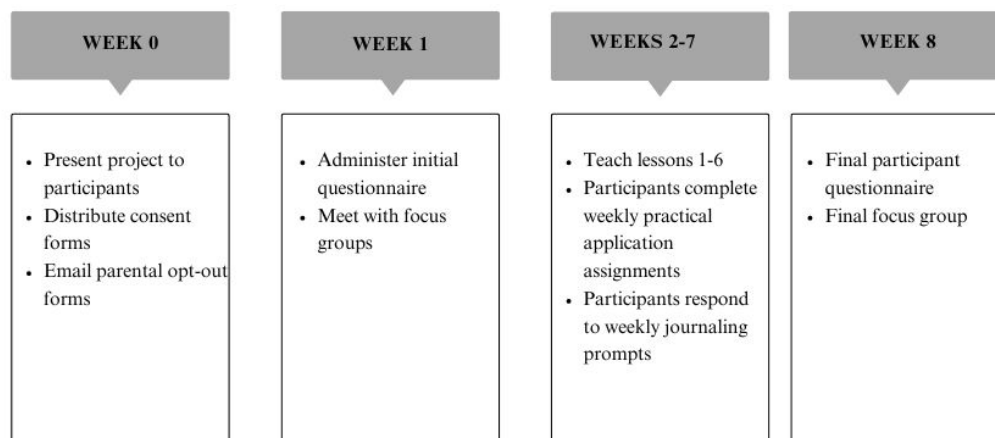 WEEK 0
• Present project to
participants
• Distribute consent
forms
• Email parental opt-out
forms
WEEK 1
• Administer initial
questionnaire
• Meet with focus
groups
WEEKS 2-7
• Teach lessons 1-6
• Participants complete
weekly practical
application
assignments
• Participants respond
to weekly journaling
prompts
WEEK 8
• Final participant
questionnaire
• Final focus group